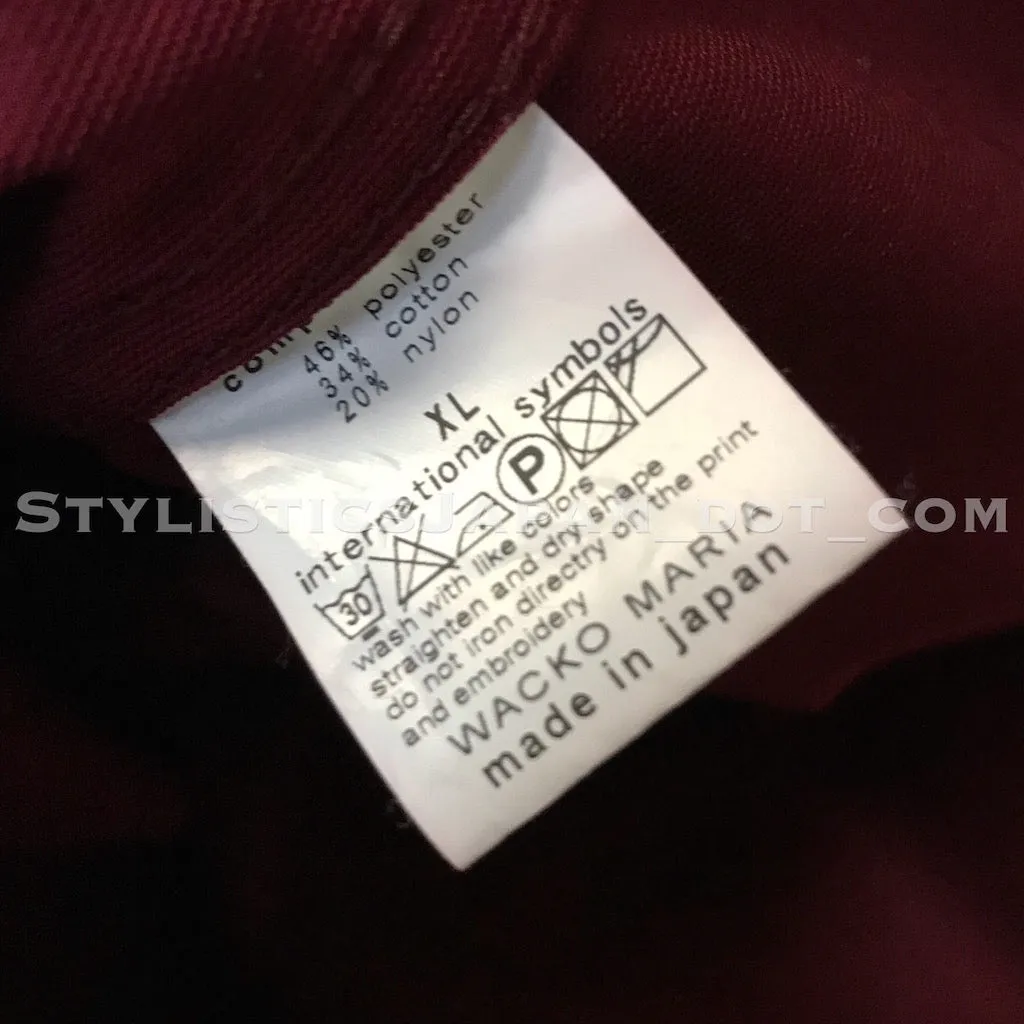 46% polyester
34% cotton
20% nylon
XL
international symbols
30
P
wash with like colors
straighten and dry shape
do not iron directry on the print
and embroidery
WACKO MARIA
made in japan
StylisticsJapan_dot_com